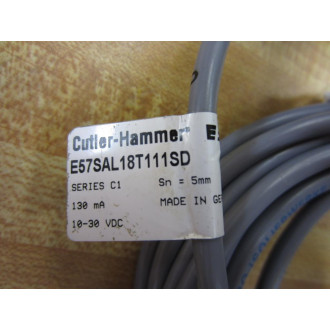 Cutler-Hammer
E57SAL18T111SD
SERIES C1 Sn = 5mm
130 mA MADE IN GE
10-30 VDC